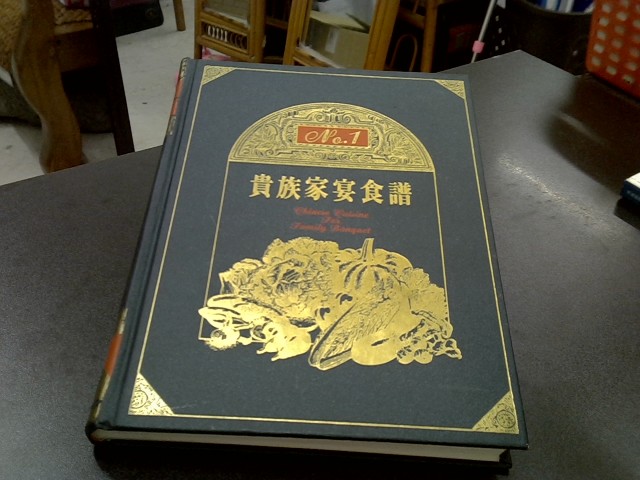 No.1
貴族家宴食譜
Chinese Cuisine
For
Family Banquet